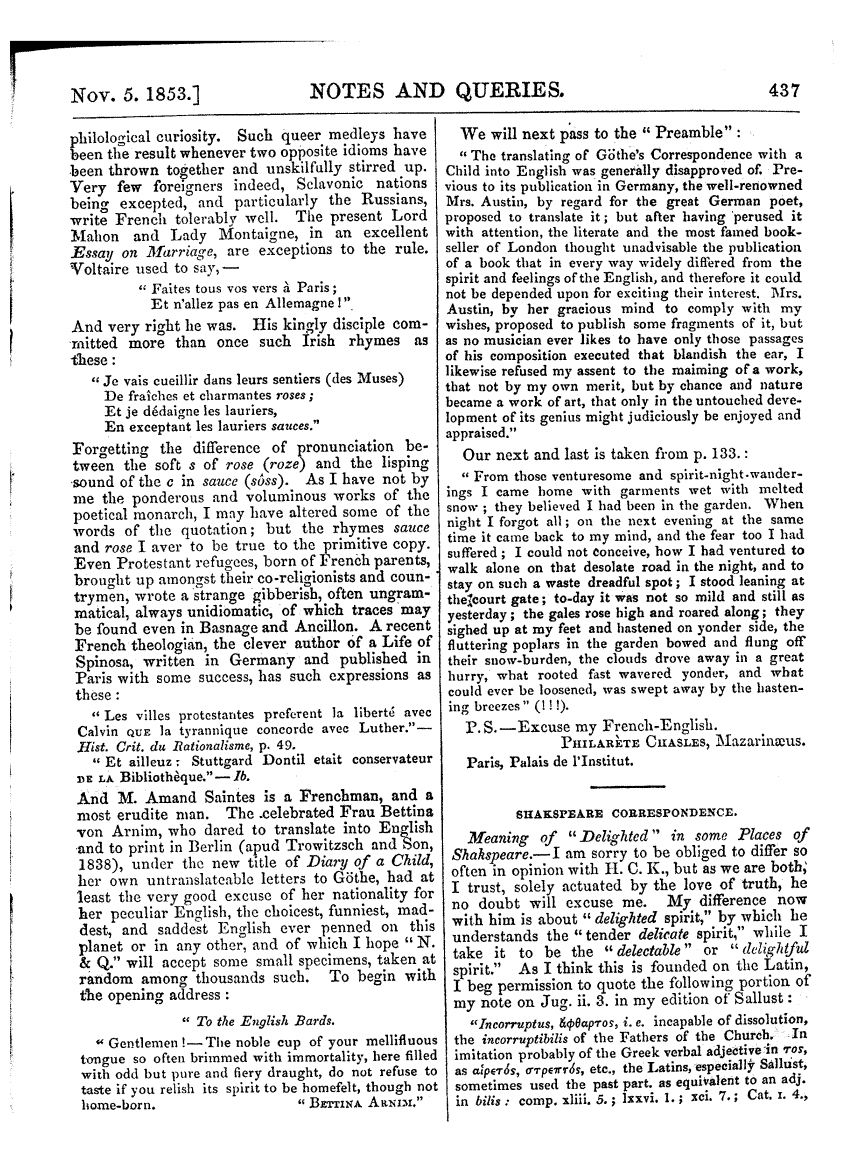 Nov. 5. 1853.] NOTES AND QUERIES. 437
philological curiosity. Such queer medleys have
been the result whenever two opposite idioms have
been thrown together and unskilfully stirred up.
Very few foreigners indeed, Sclavonic nations
being excepted, and particularly the Russians,
write French tolerably well. The present Lord
Mahon and Lady Montaigne, in an excellent
Essay on Marriage, are exceptions to the rule.
Voltaire used to say,—
“ Faites tous vos vers à Paris;
Et n'allez pas en Allemagne!”
And very right he was. His kingly disciple com-
mitted more than once such Irish rhymes as
these:
“ Je vais cueillir dans leurs sentiers (des Muses)
De fraîches et charmantes roses;
Et je dédaigne les lauriers,
En exceptant les lauriers sauces.”
Forgetting the difference of pronunciation be-
tween the soft s of rose (roze) and the lisping
sound of the c in sauce (sôss). As I have not by
me the ponderous and voluminous works of the
poetical monarch, I may have altered some of the
words of the quotation; but the rhymes sauce
and rose I aver to be true to the primitive copy.
Even Protestant refugees, born of French parents,
brought up amongst their co-religionists and coun-
trymen, wrote a strange gibberish, often ungram-
matical, always unidiomatic, of which traces may
be found even in Basnage and Ancillon. A recent
French theologian, the clever author of a Life of
Spinosa, written in Germany and published in
Paris with some success, has such expressions as
these:
“ Les villes protestantes preferent la liberté avec
Calvin QUE la tyrannique concorde avec Luther.”—
Hist. Crit. du Rationalisme, p. 49.
“ Et ailleuz: Stuttgard Dontil etait conservateur
DE LA Bibliothèque.”—Ib.
And M. Amand Saintes is a Frenchman, and a
most erudite man. The celebrated Frau Bettina
von Arnim, who dared to translate into English
and to print in Berlin (apud Trowitzsch and Son,
1838), under the new title of Diary of a Child,
her own untranslateable letters to Göthe, had at
least the very good excuse of her nationality for
her peculiar English, the choicest, funniest, mad-
dest, and saddest English ever penned on this
planet or in any other, and of which I hope “ N.
& Q.” will accept some small specimens, taken at
random among thousands such. To begin with
the opening address:
“ To the English Bards.
“ Gentlemen!—The noble cup of your mellifluous
tongue so often brimmed with immortality, here filled
with odd but pure and fiery draught, do not refuse to
taste if you relish its spirit to be homefelt, though not
home-born. “ BETTINA ARNIM.”
We will next pass to the “ Preamble”:
“ The translating of Göthe's Correspondence with a
Child into English was generally disapproved of. Pre-
vious to its publication in Germany, the well-renowned
Mrs. Austin, by regard for the great German poet,
proposed to translate it; but after having perused it
with attention, the literate and the most famed book-
seller of London thought unadvisable the publication
of a book that in every way widely differed from the
spirit and feelings of the English, and therefore it could
not be depended upon for exciting their interest. Mrs.
Austin, by her gracious mind to comply with my
wishes, proposed to publish some fragments of it, but
as no musician ever likes to have only those passages
of his composition executed that blandish the ear, I
likewise refused my assent to the maiming of a work,
that not by my own merit, but by chance and nature
became a work of art, that only in the untouched deve-
lopment of its genius might judiciously be enjoyed and
appraised.”
Our next and last is taken from p. 133.:
“ From those venturesome and spirit-night-wander-
ings I came home with garments wet with melted
snow; they believed I had been in the garden. When
night I forgot all; on the next evening at the same
time it came back to my mind, and the fear too I had
suffered; I could not conceive, how I had ventured to
walk alone on that desolate road in the night, and to
stay on such a waste dreadful spot; I stood leaning at
the court gate; to-day it was not so mild and still as
yesterday; the gales rose high and roared along; they
sighed up at my feet and hastened on yonder side, the
fluttering poplars in the garden bowed and flung off
their snow-burden, the clouds drove away in a great
hurry, what rooted fast wavered yonder, and what
could ever be loosened, was swept away by the hasten-
ing breezes” (!!!).
P.S.—Excuse my French-English.
PHILARÈTE CHASLES, Mazarinæus.
Paris, Palais de l'Institut.
SHAKSPEARE CORRESPONDENCE.
Meaning of “Delighted” in some Places of
Shakspeare.—I am sorry to be obliged to differ so
often in opinion with H. C. K., but as we are both,
I trust, solely actuated by the love of truth, he
no doubt will excuse me. My difference now
with him is about “delighted spirit,” by which he
understands the “tender delicate spirit,” while I
take it to be the “delectable” or “delightful
spirit.” As I think this is founded on the Latin,
I beg permission to quote the following portion of
my note on Jug. ii. 3. in my edition of Sallust:
“Incorruptus, ἄφθαρτος, i. e. incapable of dissolution,
the incorruptibilis of the Fathers of the Church. In
imitation probably of the Greek verbal adjective in τος,
as αἱρετός, στρεπτός, etc., the Latins, especially Sallust,
sometimes used the past part. as equivalent to an adj.
in bilis: comp. xliii. 5.; lxxvi. 1.; xci. 7.; Cat. I. 4.,